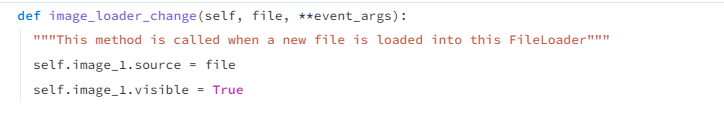 def image_loader_change(self, file, **event_args):
"""This method is called when a new file is loaded into this FileLoader"""
self.image_1.source = file
self.image_1.visible = True